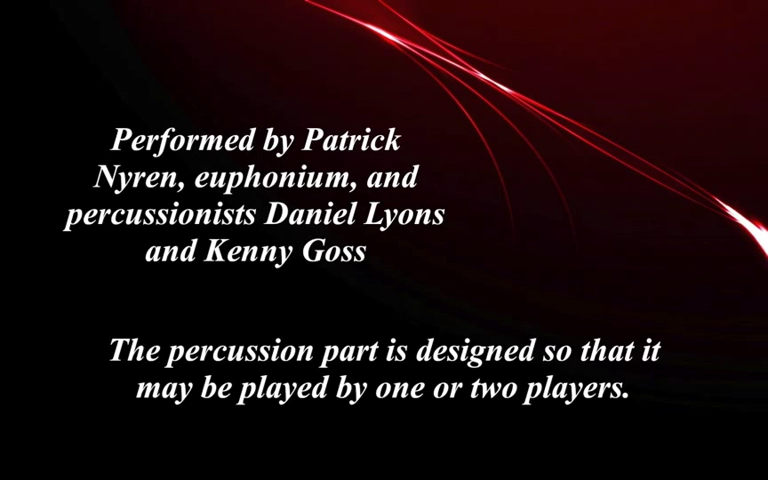 Performed by Patrick
Nyren, euphonium, and
percussionists Daniel Lyons
and Kenny Goss
The percussion part is designed so that it
may be played by one or two players.